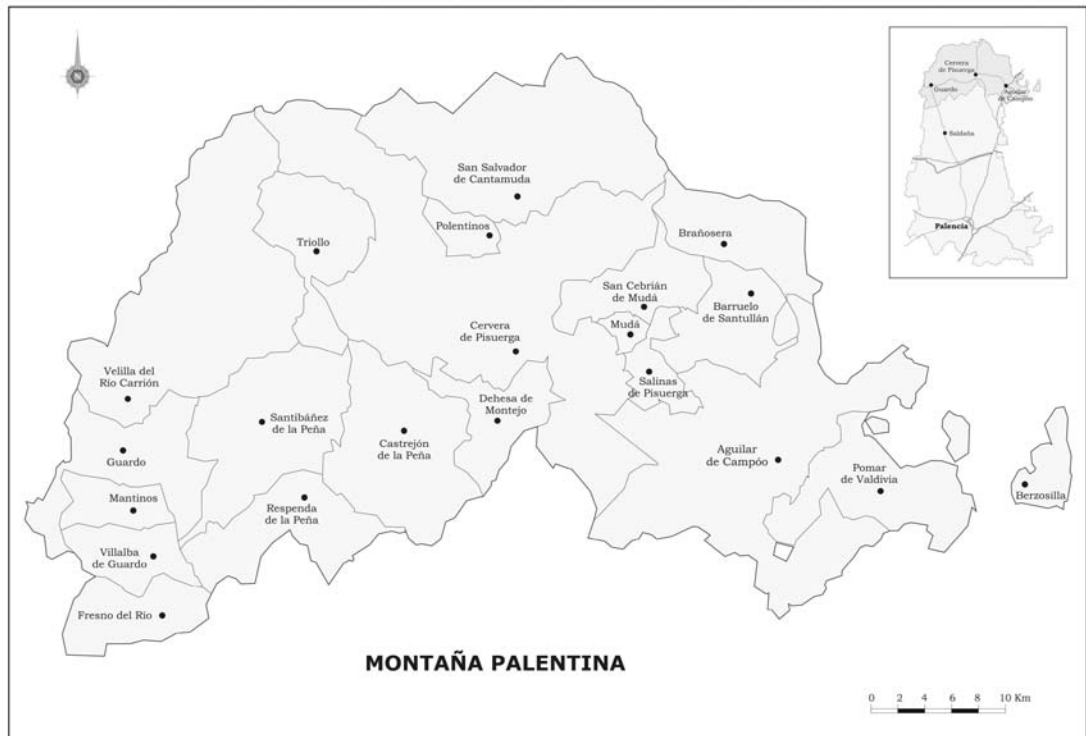 N
San Salvador
de Cantamuda
Polentinos
Triollo
Brañosera
San Cebrián
de Mudá
Barruelo
de Santullán
Mudá
Cervera
de Pisuerga
Salinas
de Pisuerga
Velilla del
Río Carrión
Dehesa de
Montejo
Santibáñez
de la Peña
Castrejón
de la Peña
Guardo
Aguilar
de Campóo
Pomar
de Valdivia
Berzosilla
Mantinos
Respenda
de la Peña
Villalba
de Guardo
Fresno del Río
MONTAÑA PALENTINA
0 2 4 6 8 10 Km
Cervera
de Pisuerga
Guardo
Aguilar
de Campóo
Saldaña
Palencia